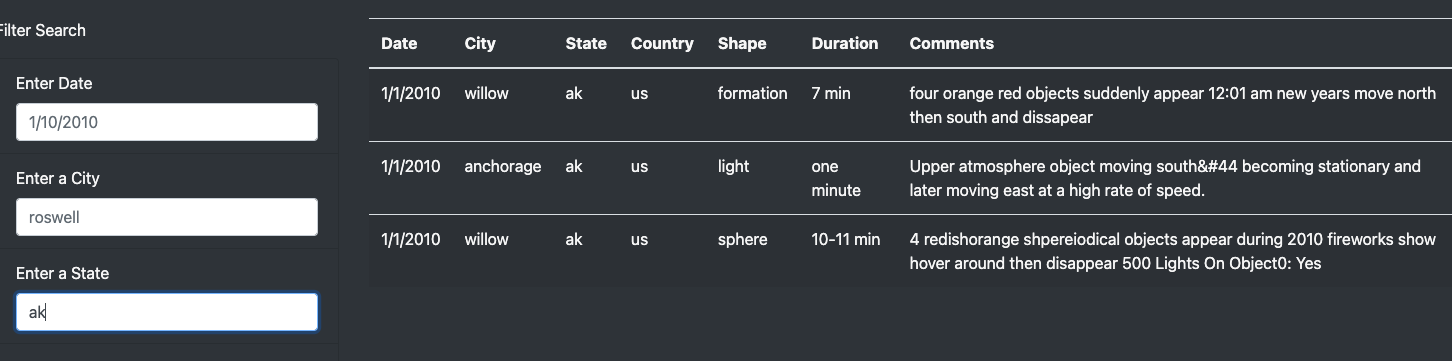 Filter Search
Enter Date
1/10/2010
Enter a City
roswell
Enter a State
ak
Date City State Country Shape Duration Comments
1/1/2010 willow ak us formation 7 min four orange red objects suddenly appear 12:01 am new years move north
then south and dissapear
1/1/2010 anchorage ak us light one Upper atmosphere object moving south&#44 becoming stationary and
minute later moving east at a high rate of speed.
1/1/2010 willow ak us sphere 10-11 min 4 redishorange shpereiodical objects appear during 2010 fireworks show
hover around then disappear 500 Lights On Object0: Yes